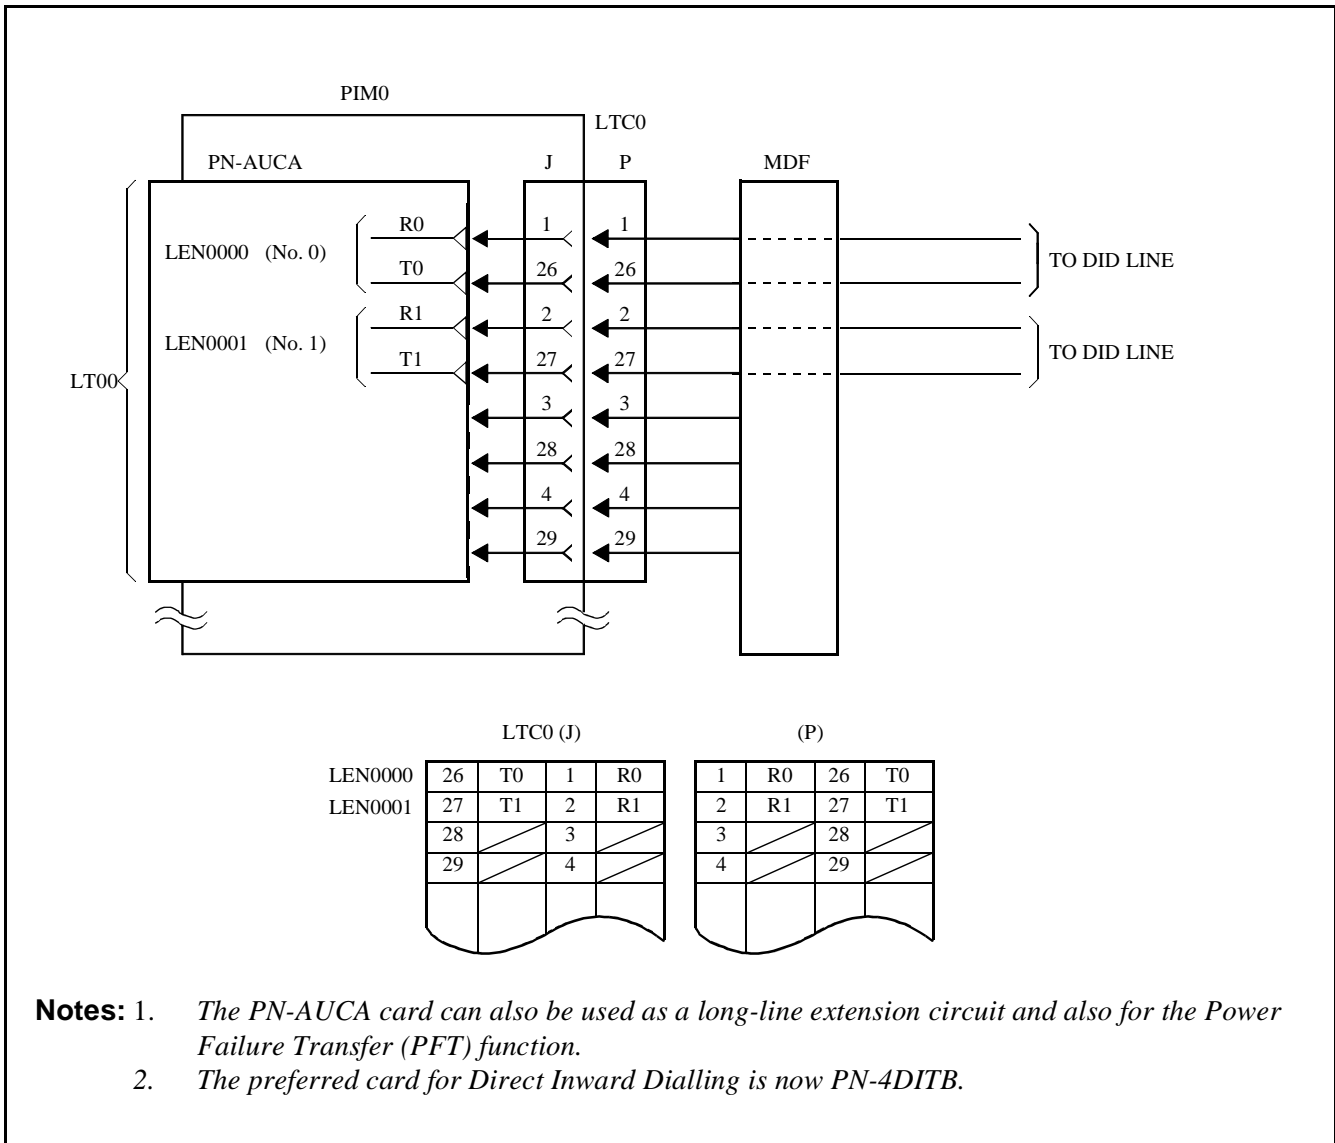 PIM0
LTC0
PN-AUCA J P MDF
R0 1 1
LEN0000 (No. 0)
TO DID LINE
T0 26 26
R1 2 2
LEN0001 (No. 1)
TO DID LINE
T1 27 27
LT00
3 3
28 28
4 4
29 29
LTC0 (J) (P)
LEN0000 26 T0 1 R0 1 R0 26 T0
LEN0001 27 T1 2 R1 2 R1 27 T1
28 3 3 28
29 4 4 29
Notes: 1. The PN-AUCA card can also be used as a long-line extension circuit and also for the Power
Failure Transfer (PFT) function.
2. The preferred card for Direct Inward Dialling is now PN-4DITB.